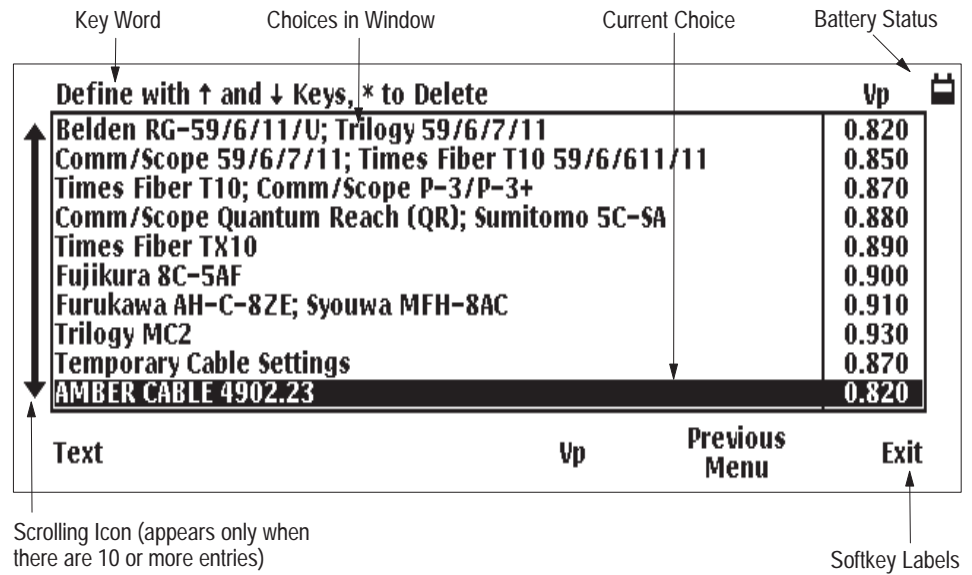 Key Word Choices in Window Current Choice Battery Status
Define with ↑ and ↓ Keys, * to Delete Vp
Belden RG-59/6/11/U; Trilogy 59/6/7/11 0.820
Comm/Scope 59/6/7/11; Times Fiber T10 59/6/611/11 0.850
Times Fiber T10; Comm/Scope P-3/P-3+ 0.870
Comm/Scope Quantum Reach (QR); Sumitomo 5C-SA 0.880
Times Fiber TX10 0.890
Fujikura 8C-5AF 0.900
Furukawa AH-C-8ZE; Syouwa MFH-8AC 0.910
Trilogy MC2 0.930
Temporary Cable Settings 0.870
AMBER CABLE 4902.23 0.820
Text Vp Previous Menu Exit
Scrolling Icon (appears only when
there are 10 or more entries)
Softkey Labels